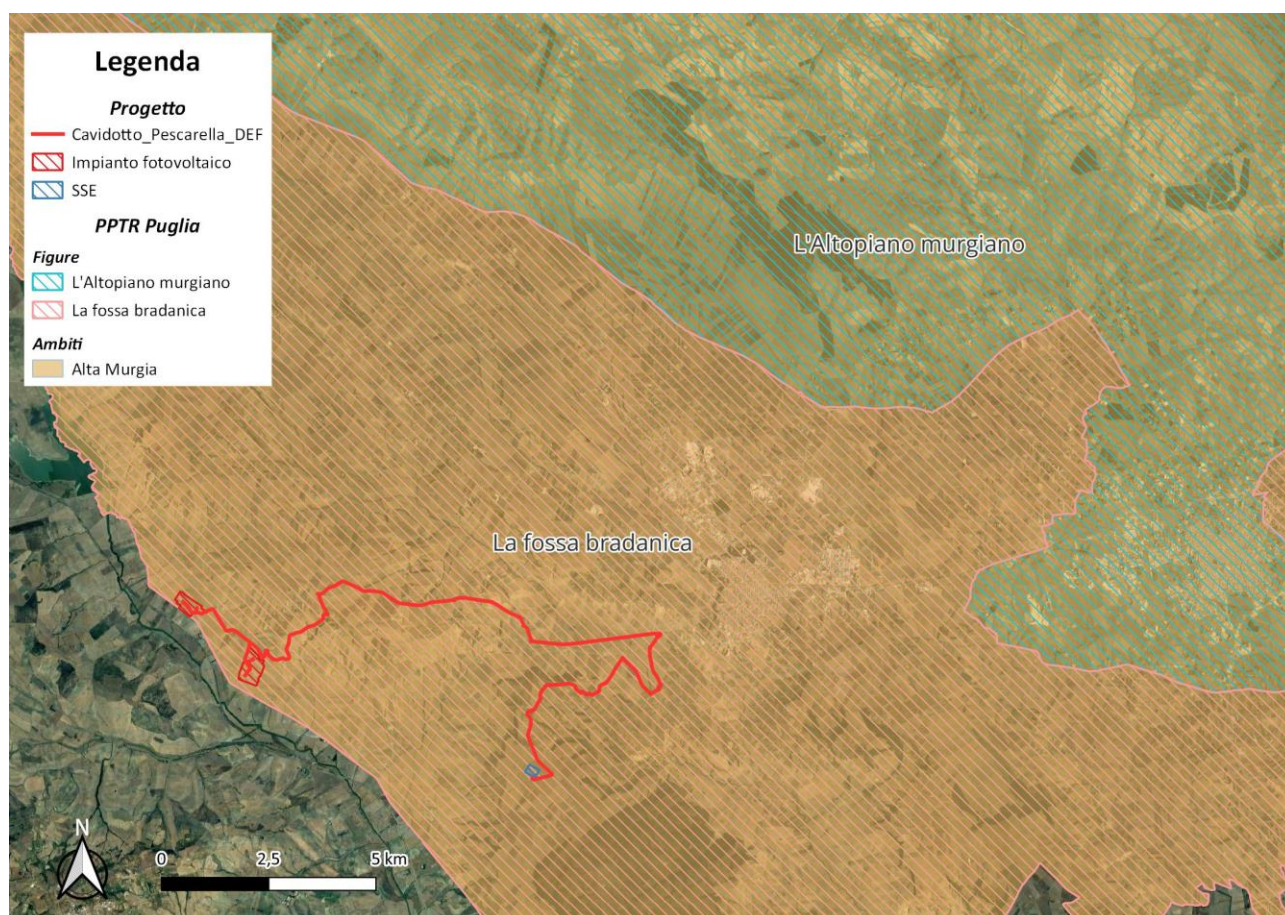 Legenda
Progetto
Cavidotto_Pescarella_DEF
Impianto fotovoltaico
SSE
PPTR Puglia
Figure
L'Altopiano murgiano
La fossa bradanica
Ambiti
Alta Murgia
L'Altopiano murgiano
La fossa bradanica
N
0 2,5 5 km